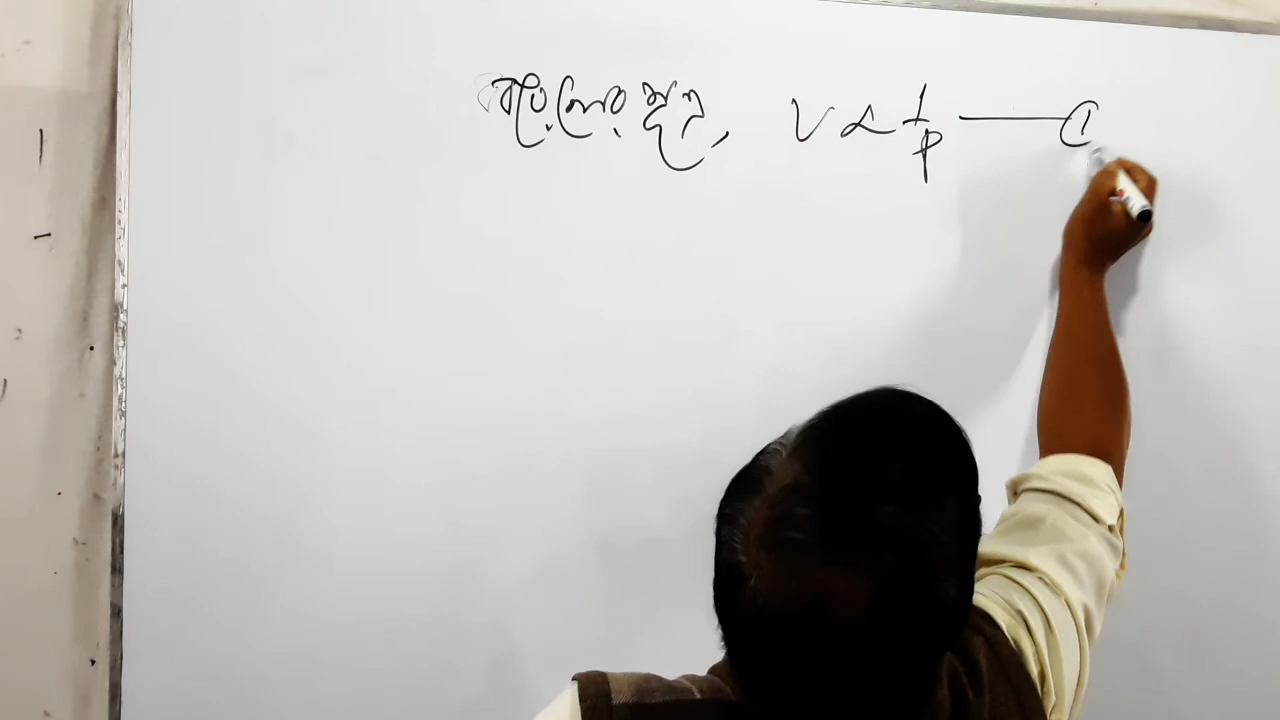 বয়েলের সূত্র, V ∝ 1/P —— ①